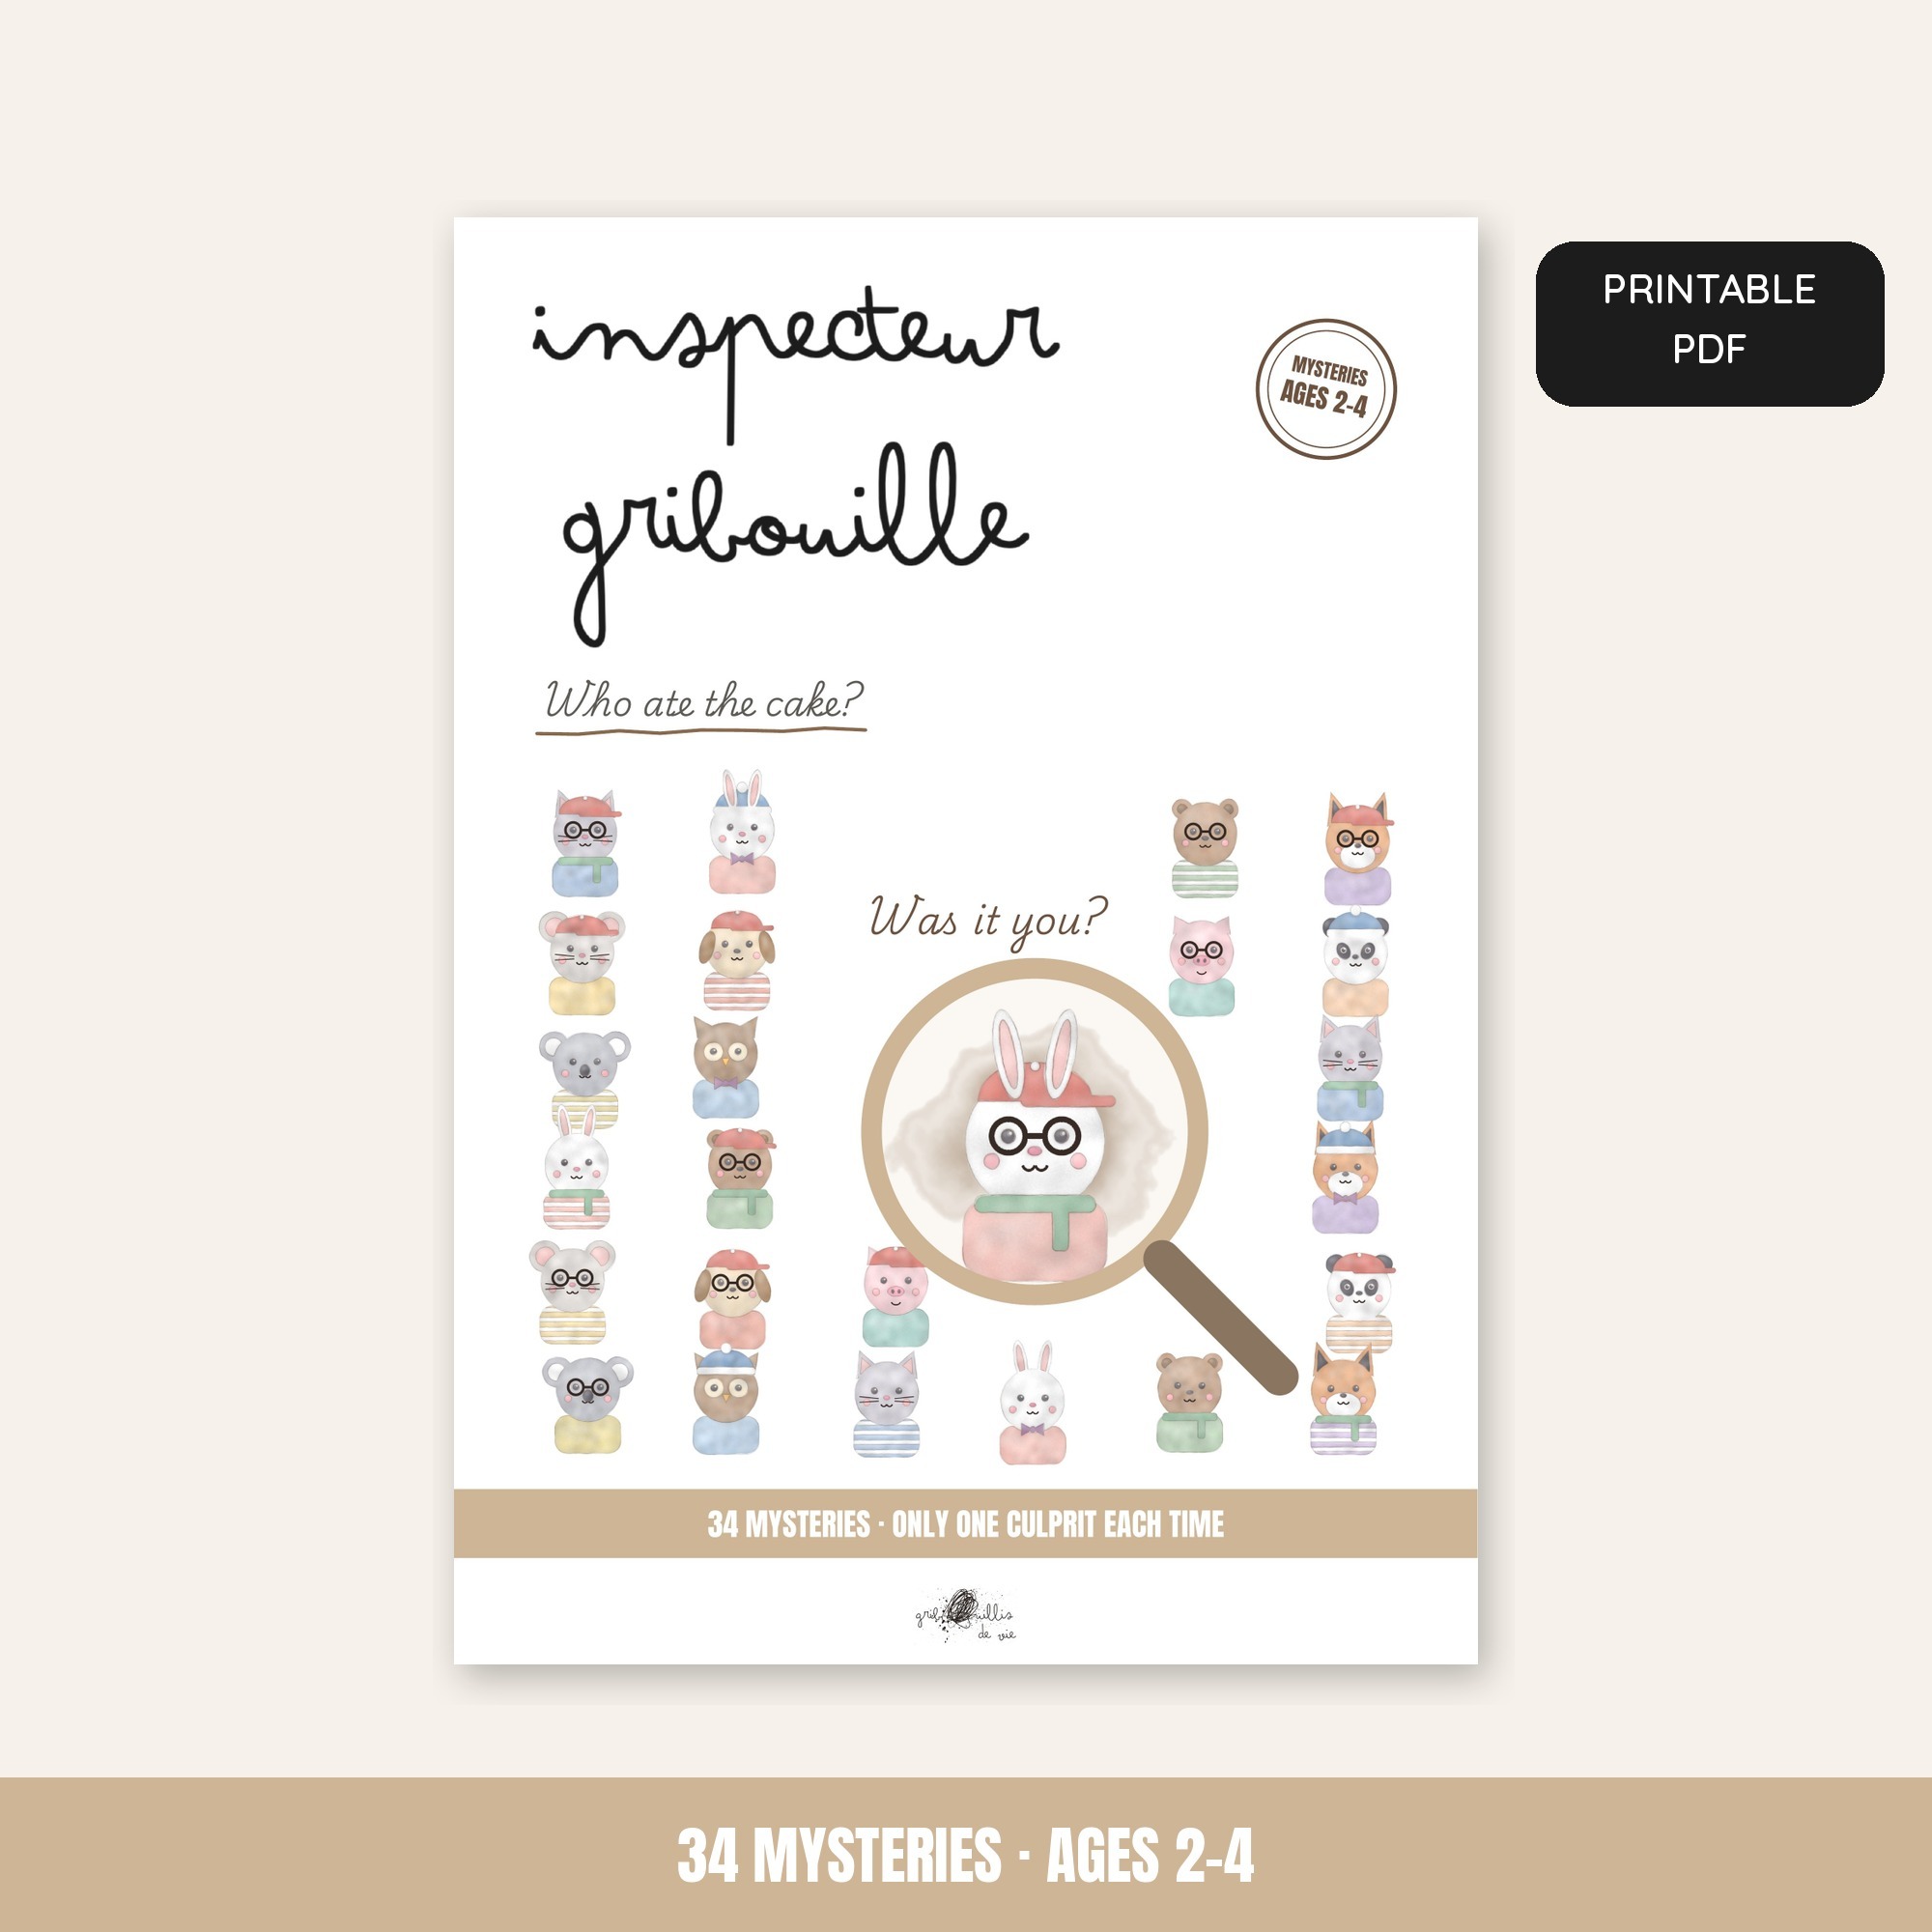 inspecteur
gribouille
MYSTERIES
AGES 2-4
PRINTABLE
PDF
Who ate the cake?
Was it you?
34 MYSTERIES · ONLY ONE CULPRIT EACH TIME
de vie
34 MYSTERIES · AGES 2-4